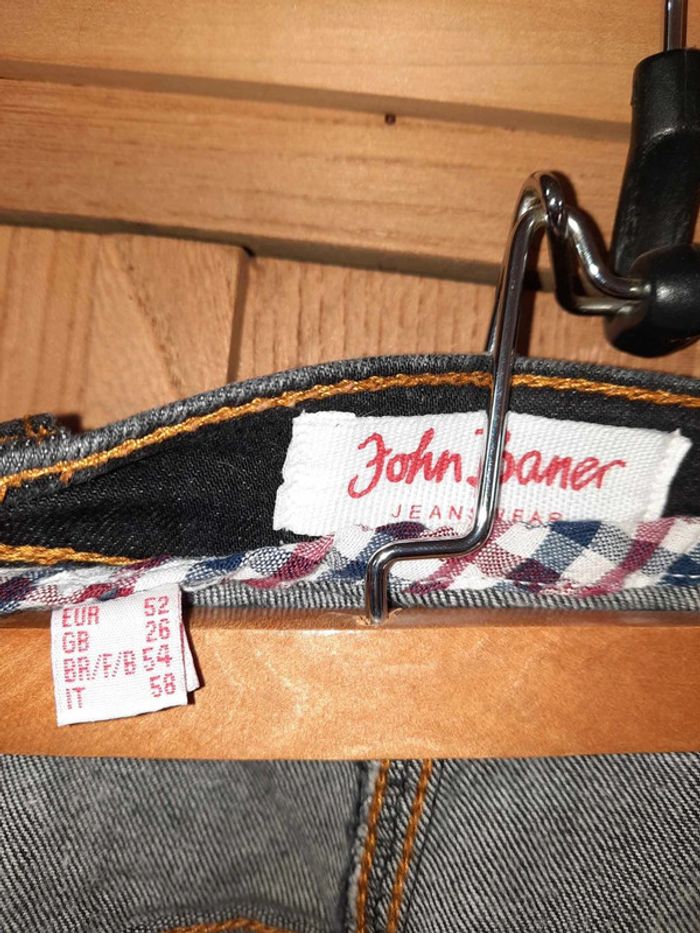 John Baner
JEANSWEAR
EUR 52
GB 26
BR/F/B 54
IT 58